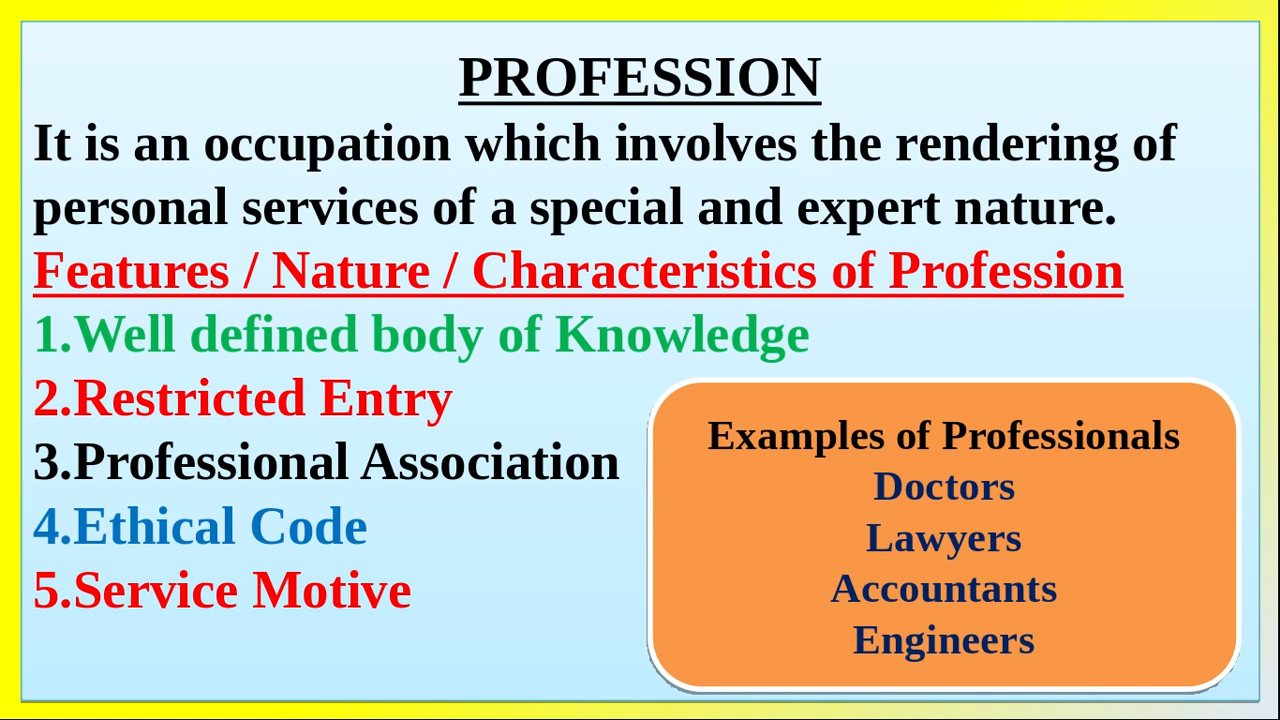 PROFESSION
It is an occupation which involves the rendering of
personal services of a special and expert nature.
Features / Nature / Characteristics of Profession
1.Well defined body of Knowledge
2.Restricted Entry
3.Professional Association
4.Ethical Code
5.Service Motive
Examples of Professionals
Doctors
Lawyers
Accountants
Engineers